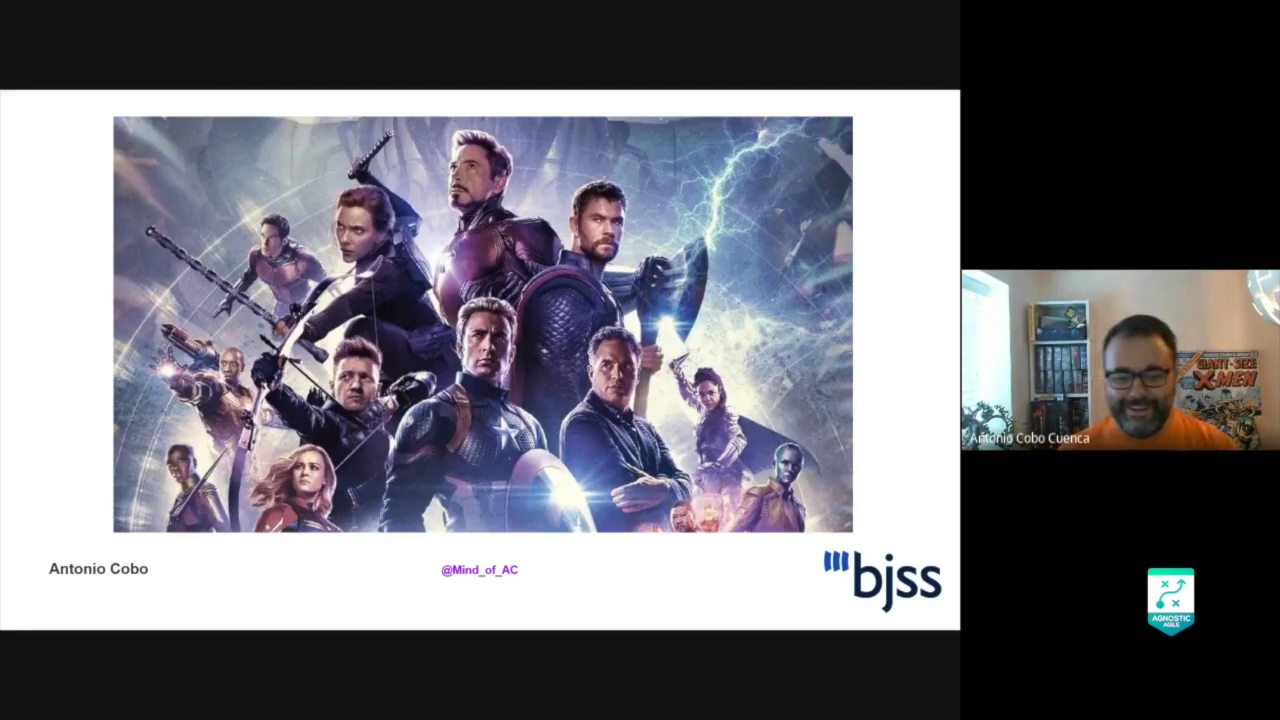 Antonio Cobo
@Mind_of_AC
bjss
GIANT-SIZE
X-MEN
Antonio Cobo Cuenca
AGNOSTIC
AGILE